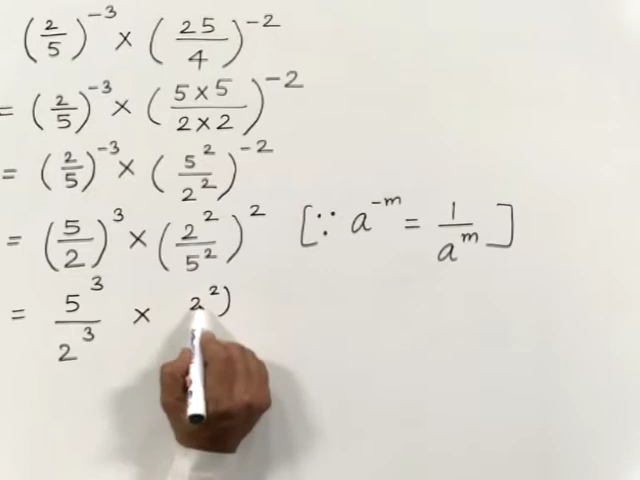 (2/5)^-3 × (25/4)^-2
= (2/5)^-3 × (5×5/2×2)^-2
= (2/5)^-3 × (5^2/2^2)^-2
= (5/2)^3 × (2^2/5^2)^2 [∵ a^-m = 1/a^m]
= 5^3/2^3 × 2^2)